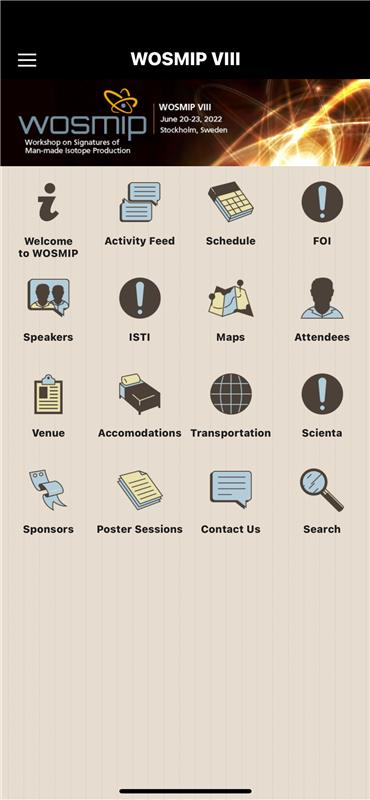 WOSMIP VIII
wosmip
Workshop on Signatures of
Man-made Isotope Production
WOSMIP VIII
June 20-23, 2022
Stockholm, Sweden
Welcome
to WOSMIP
Activity Feed
Schedule
FOI
Speakers
ISTI
Maps
Attendees
Venue
Accomodations
Transportation
Scienta
Sponsors
Poster Sessions
Contact Us
Search